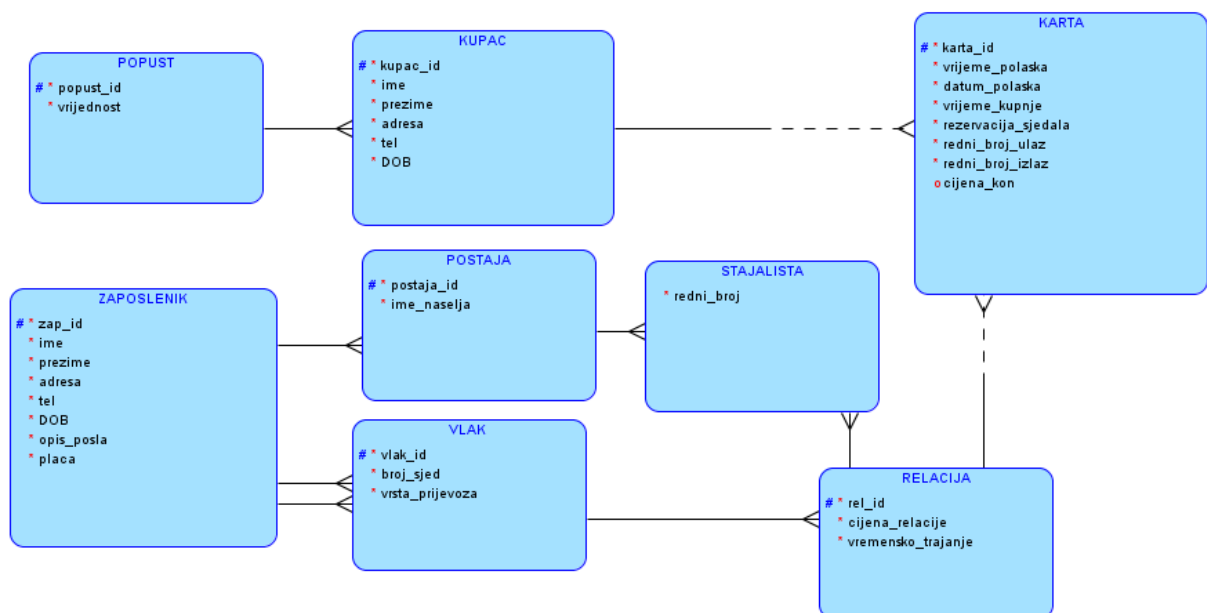 POPUST
# * popust_id
* vrijednost
KUPAC
# * kupac_id
* ime
* prezime
* adresa
* tel
* DOB
KARTA
# * karta_id
* vrijeme_polaska
* datum_polaska
* vrijeme_kupnje
* rezervacija_sjedala
* redni_broj_ulaz
* redni_broj_izlaz
o cijena_kon
ZAPOSLENIK
# * zap_id
* ime
* prezime
* adresa
* tel
* DOB
* opis_posla
* placa
POSTAJA
# * postaja_id
* ime_naselja
STAJALISTA
* redni_broj
VLAK
# * vlak_id
* broj_sjed
* vrsta_prijevoza
RELACIJA
# * rel_id
* cijena_relacije
* vremensko_trajanje